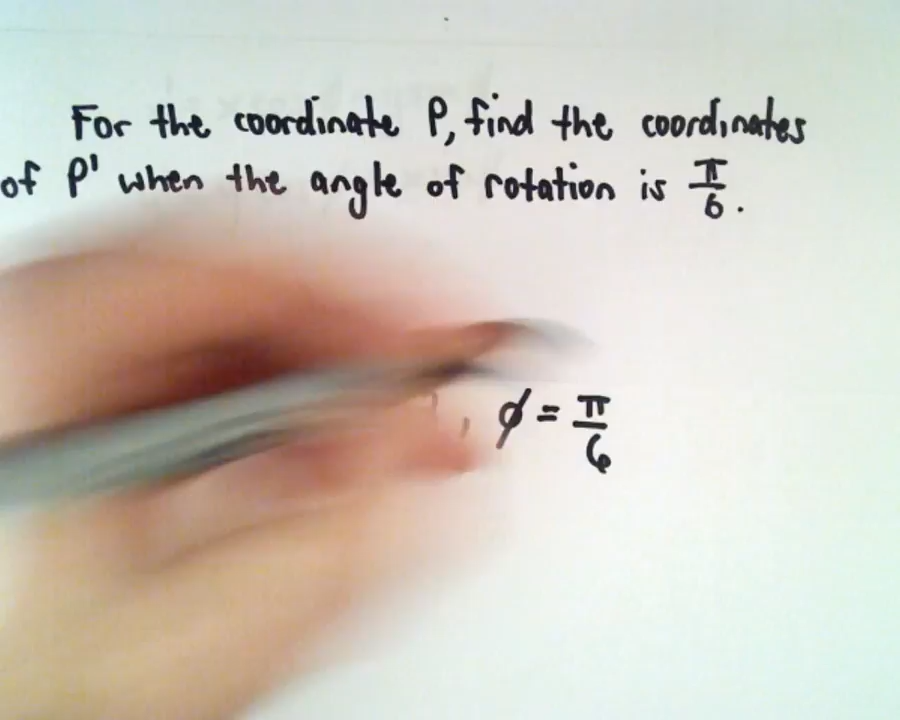 For the coordinate P, find the coordinates
of P' when the angle of rotation is π/6.
, φ = π/6